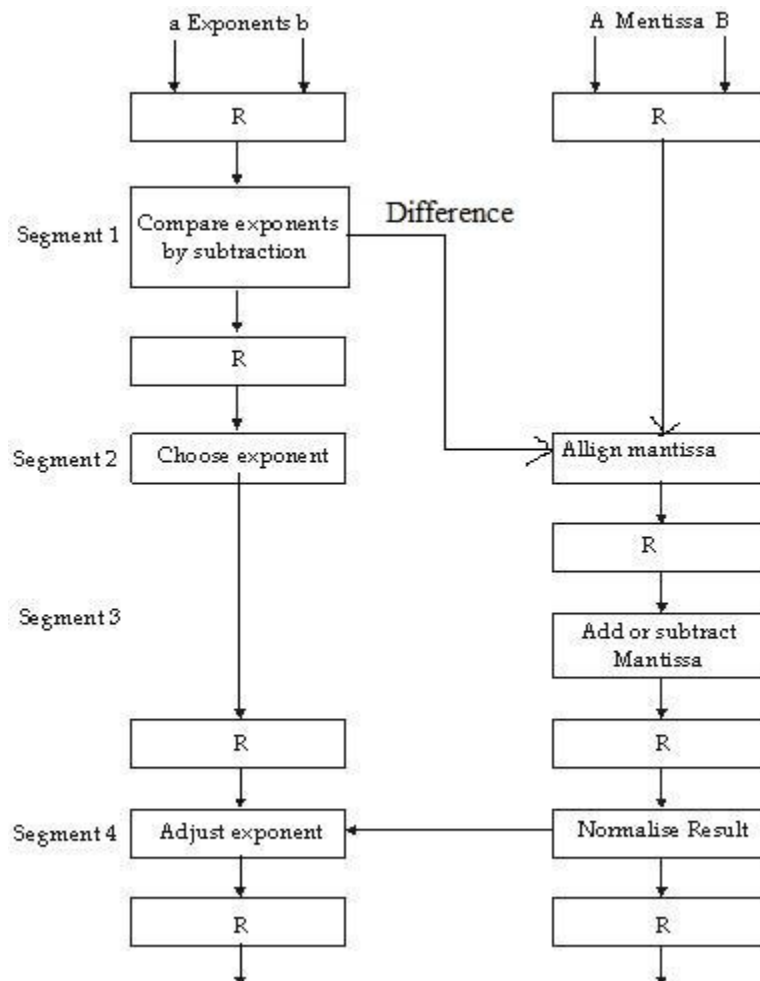 a Exponents b
A Mentissa B
R
R
Segment 1
Compare exponents
by subtraction
Difference
R
Segment 2
Choose exponent
Allign mantissa
R
Segment 3
Add or subtract
Mantissa
R
R
Segment 4
Adjust exponent
Normalise Result
R
R